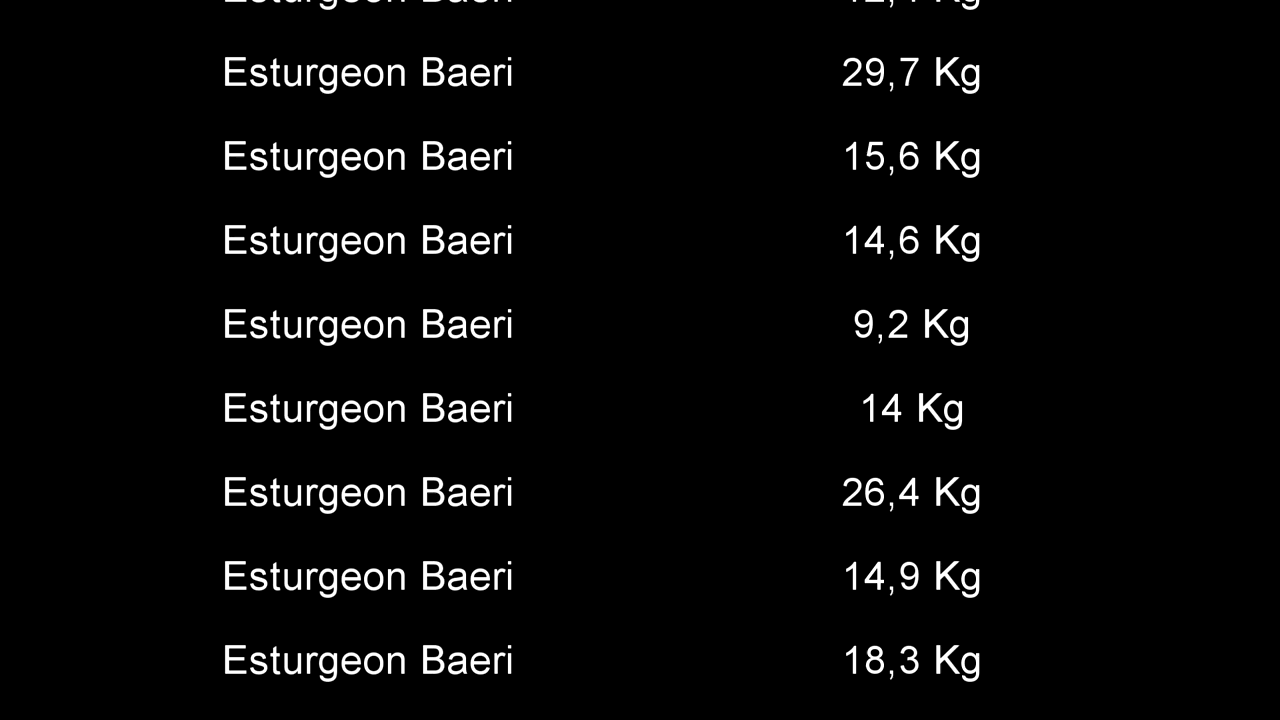 Esturgeon Baeri
Esturgeon Baeri 29,7 Kg
Esturgeon Baeri 15,6 Kg
Esturgeon Baeri 14,6 Kg
Esturgeon Baeri 9,2 Kg
Esturgeon Baeri 14 Kg
Esturgeon Baeri 26,4 Kg
Esturgeon Baeri 14,9 Kg
Esturgeon Baeri 18,3 Kg